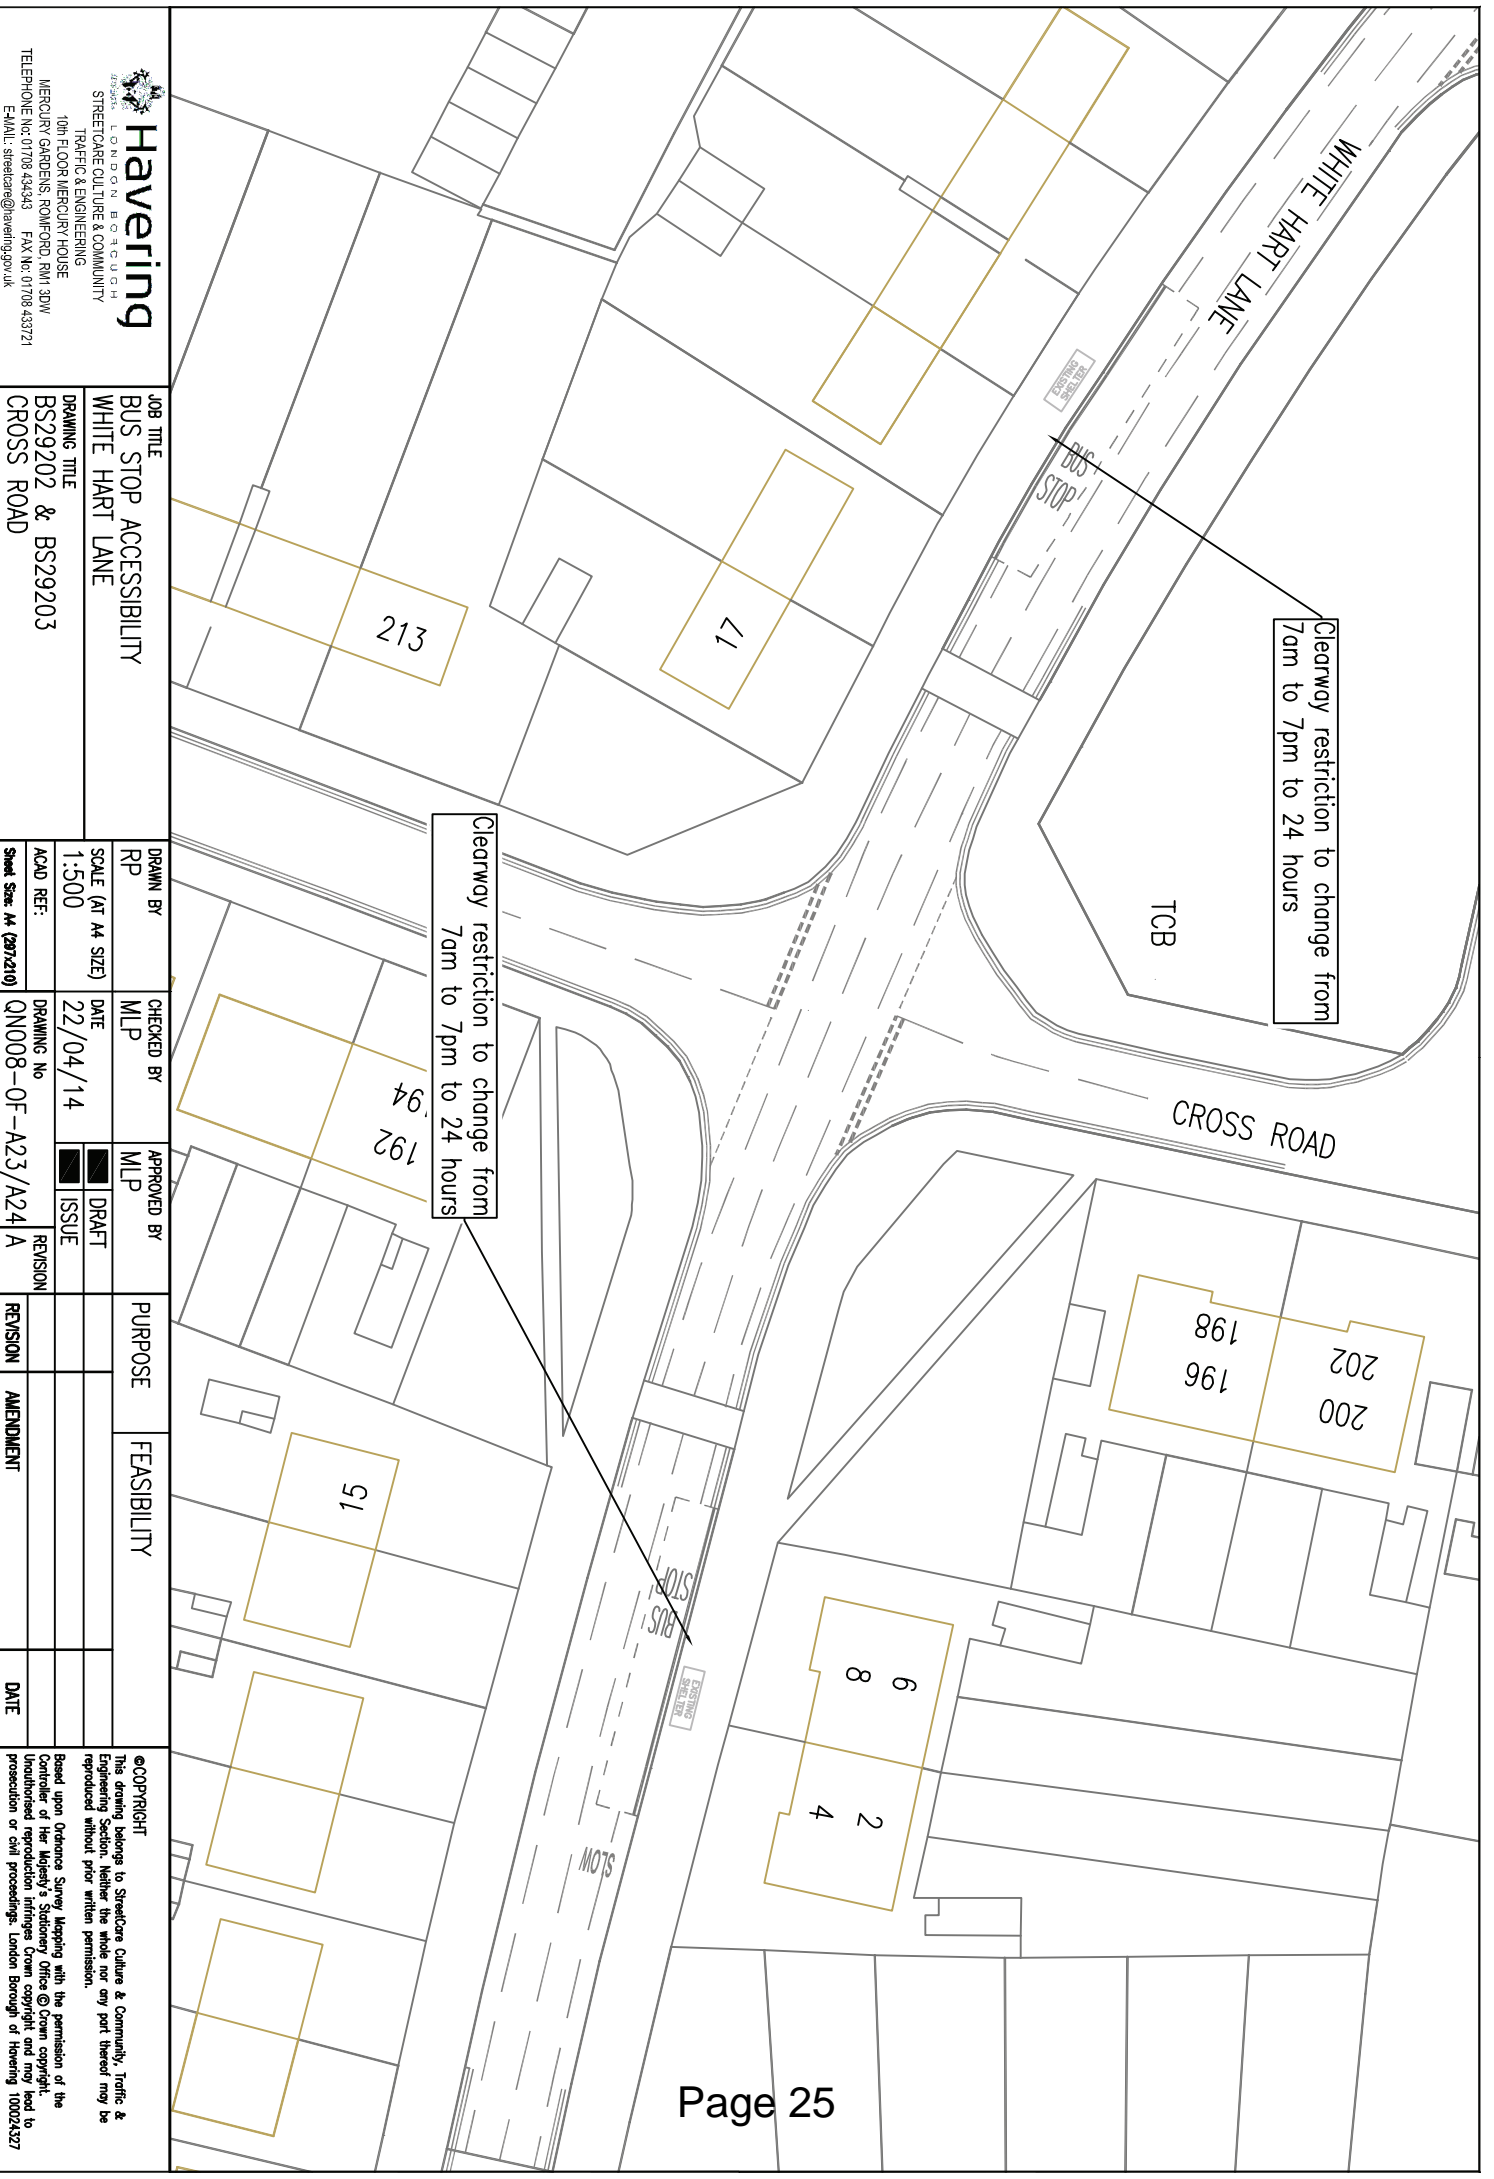 WHITE HART LANE
Clearway restriction to change from
7am to 7pm to 24 hours
EXISTING
SHELTER
BUS
STOP
TCB
CROSS ROAD
17
213
Clearway restriction to change from
7am to 7pm to 24 hours
194
192
198
196
202
200
15
STOP
BUS
EXISTING
SHELTER
6
8
2
4
SLOW
Page 25
Havering
LONDON BOROUGH
STREETCARE CULTURE & COMMUNITY
TRAFFIC & ENGINEERING
10th FLOOR MERCURY HOUSE
MERCURY GARDENS, ROMFORD, RM1 3DW
TELEPHONE No: 01708 434343 FAX No: 01708 433721
E-MAIL: streetcare@havering.gov.uk
JOB TITLE
BUS STOP ACCESSIBILITY
WHITE HART LANE
DRAWING TITLE
BS29202 & BS29203
CROSS ROAD
DRAWN BY
RP
CHECKED BY
MLP
APPROVED BY
MLP
SCALE (AT A4 SIZE)
1:500
DATE
22/04/14
DRAFT
ISSUE
ACAD REF:
Sheet Size: A4 (297x210)
DRAWING No
QN008-OF-A23/A24
REVISION
A
PURPOSE
FEASIBILITY
REVISION
AMENDMENT
DATE
©COPYRIGHT
This drawing belongs to StreetCare Culture & Community, Traffic &
Engineering Section. Neither the whole nor any part thereof may be
reproduced without prior written permission.
Based upon Ordnance Survey Mapping with the permission of the
Controller of Her Majesty's Stationery Office © Crown copyright.
Unauthorised reproduction infringes Crown copyright and may lead to
prosecution or civil proceedings. London Borough of Havering 100024327